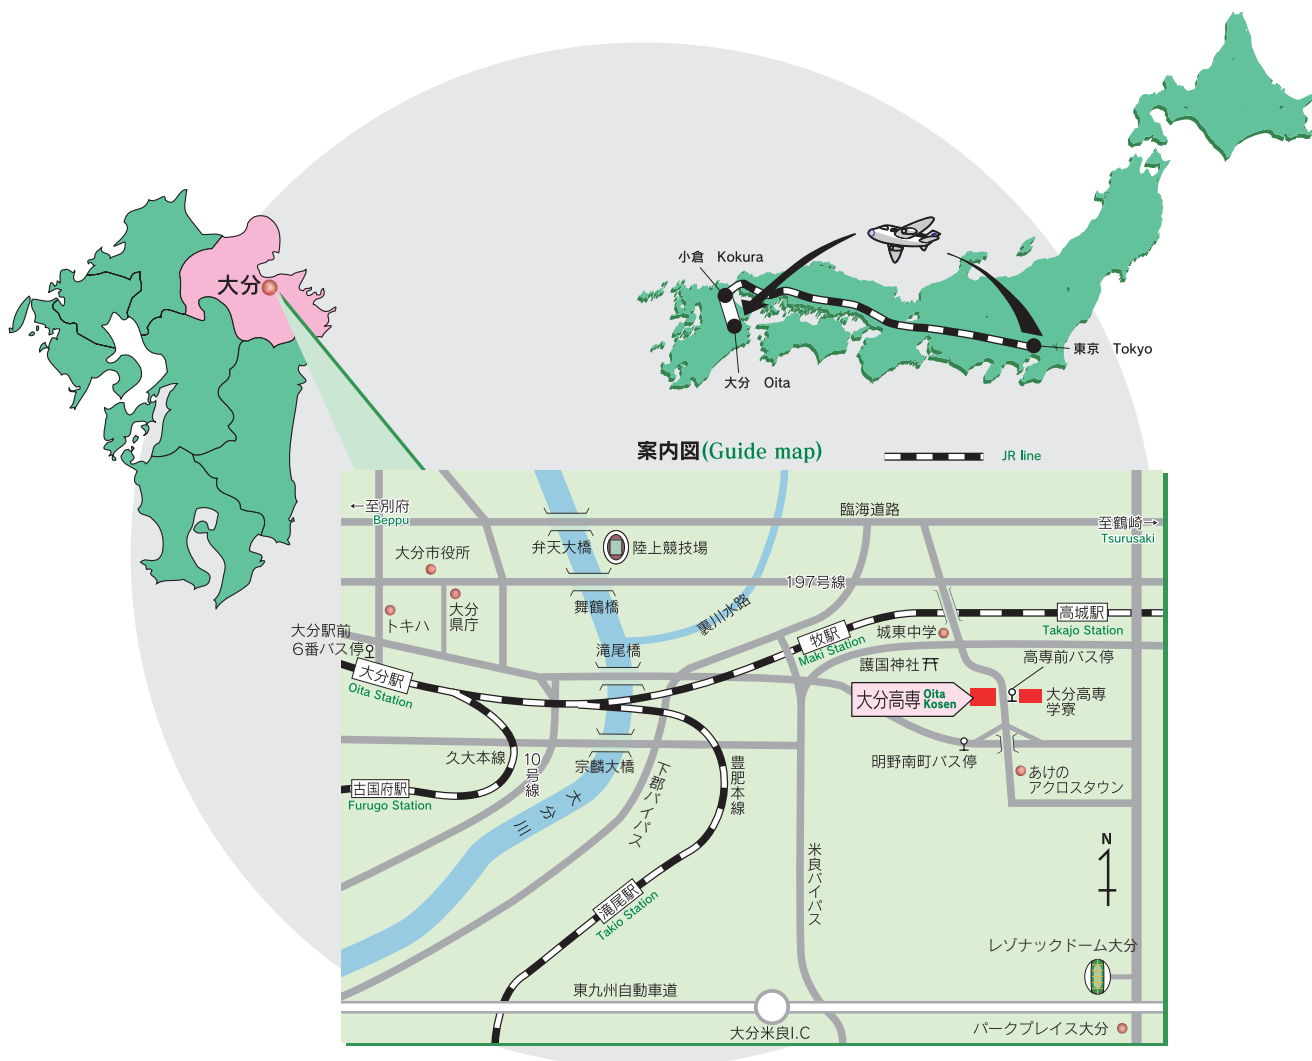 大分
小倉 Kokura
大分 Oita
東京 Tokyo
案内図(Guide map)
JR line
←至別府
Beppu
臨海道路
至鶴崎→
Tsurusaki
大分市役所
弁天大橋
陸上競技場
197号線
大分
県庁
トキハ
舞鶴橋
裏川水路
高城駅
Takajo Station
大分駅前
6番バス停
滝尾橋
牧駅
Maki Station
城東中学
護国神社
高専前バス停
大分駅
Oita Station
大分高専
Oita
Kosen
大分高専
学寮
久大本線
10号線
宗麟大橋
下郡バイパス
豊肥本線
明野南町バス停
あけの
アクロスタウン
古国府駅
Furugo Station
大分川
米良バイパス
N
滝尾駅
Takio Station
レゾナックドーム大分
東九州自動車道
大分米良I.C
パークプレイス大分